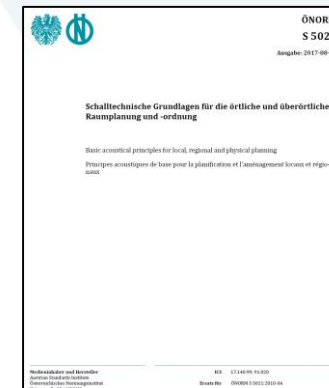 ÖNOR
S 502
Ausgabe: 2017-08-
Schalltechnische Grundlagen für die örtliche und überörtliche
Raumplanung und -ordnung
Basic acoustical principles for local, regional and physical planning
Principes acoustiques de base pour la planification et l'aménagement locaux et régio-
naux
Medieninhaber und Hersteller
Austrian Standards Institute
Österreichisches Normungsinstitut
ICS 17.140.99; 91.020
Ersatz für ÖNORM S 5021:2010-04